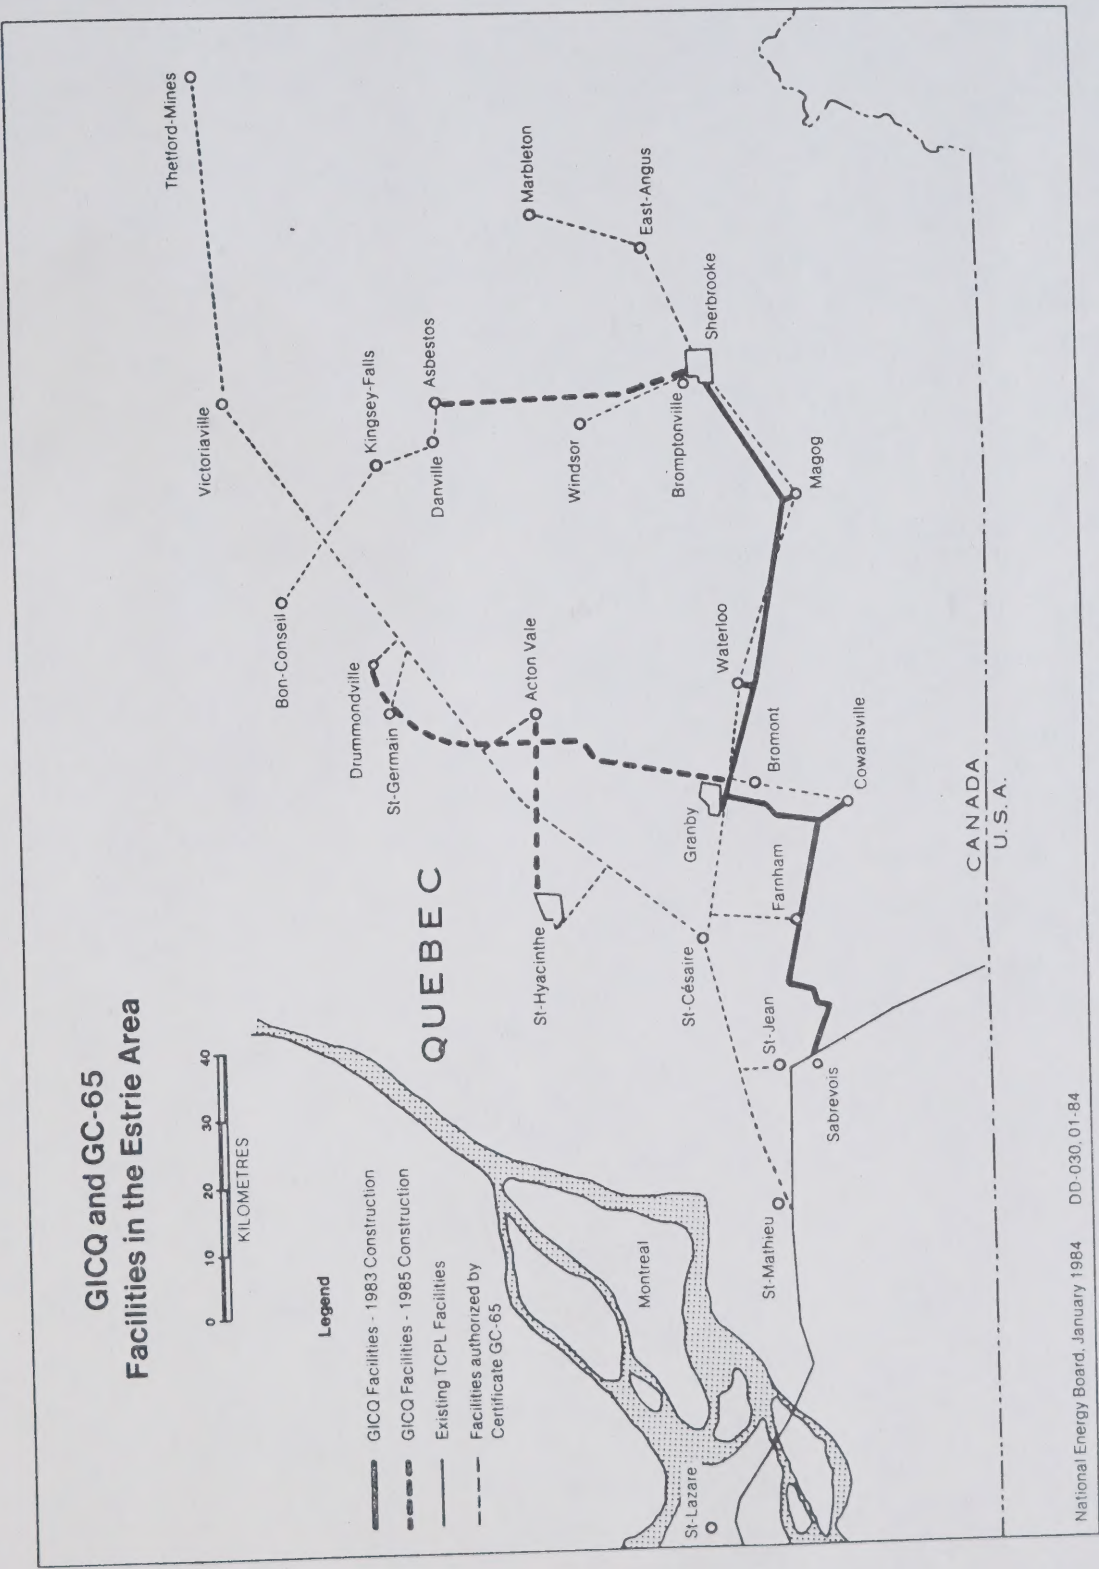 GICQ and GC-65
Facilities in the Estrie Area
0 10 20 30 40
KILOMETRES
Legend
GICQ Facilities - 1983 Construction
GICQ Facilities - 1985 Construction
Existing TCPL Facilities
Facilities authorized by
Certificate GC-65
Thetford-Mines
Victoriaville
Bon-Conseil
Kingsey-Falls
Drummondville
St-Germain
Danville
Asbestos
QUEBEC
Marbleton
Acton Vale
St-Hyacinthe
Windsor
East-Angus
Montreal
Bromptonville
Sherbrooke
Granby
Waterloo
St-Césaire
St-Lazare
Bromont
Farnham
St-Jean
St-Mathieu
Magog
Sabrevois
Cowansville
CANADA
U. S. A.
National Energy Board, January 1984 DD-030, 01-84